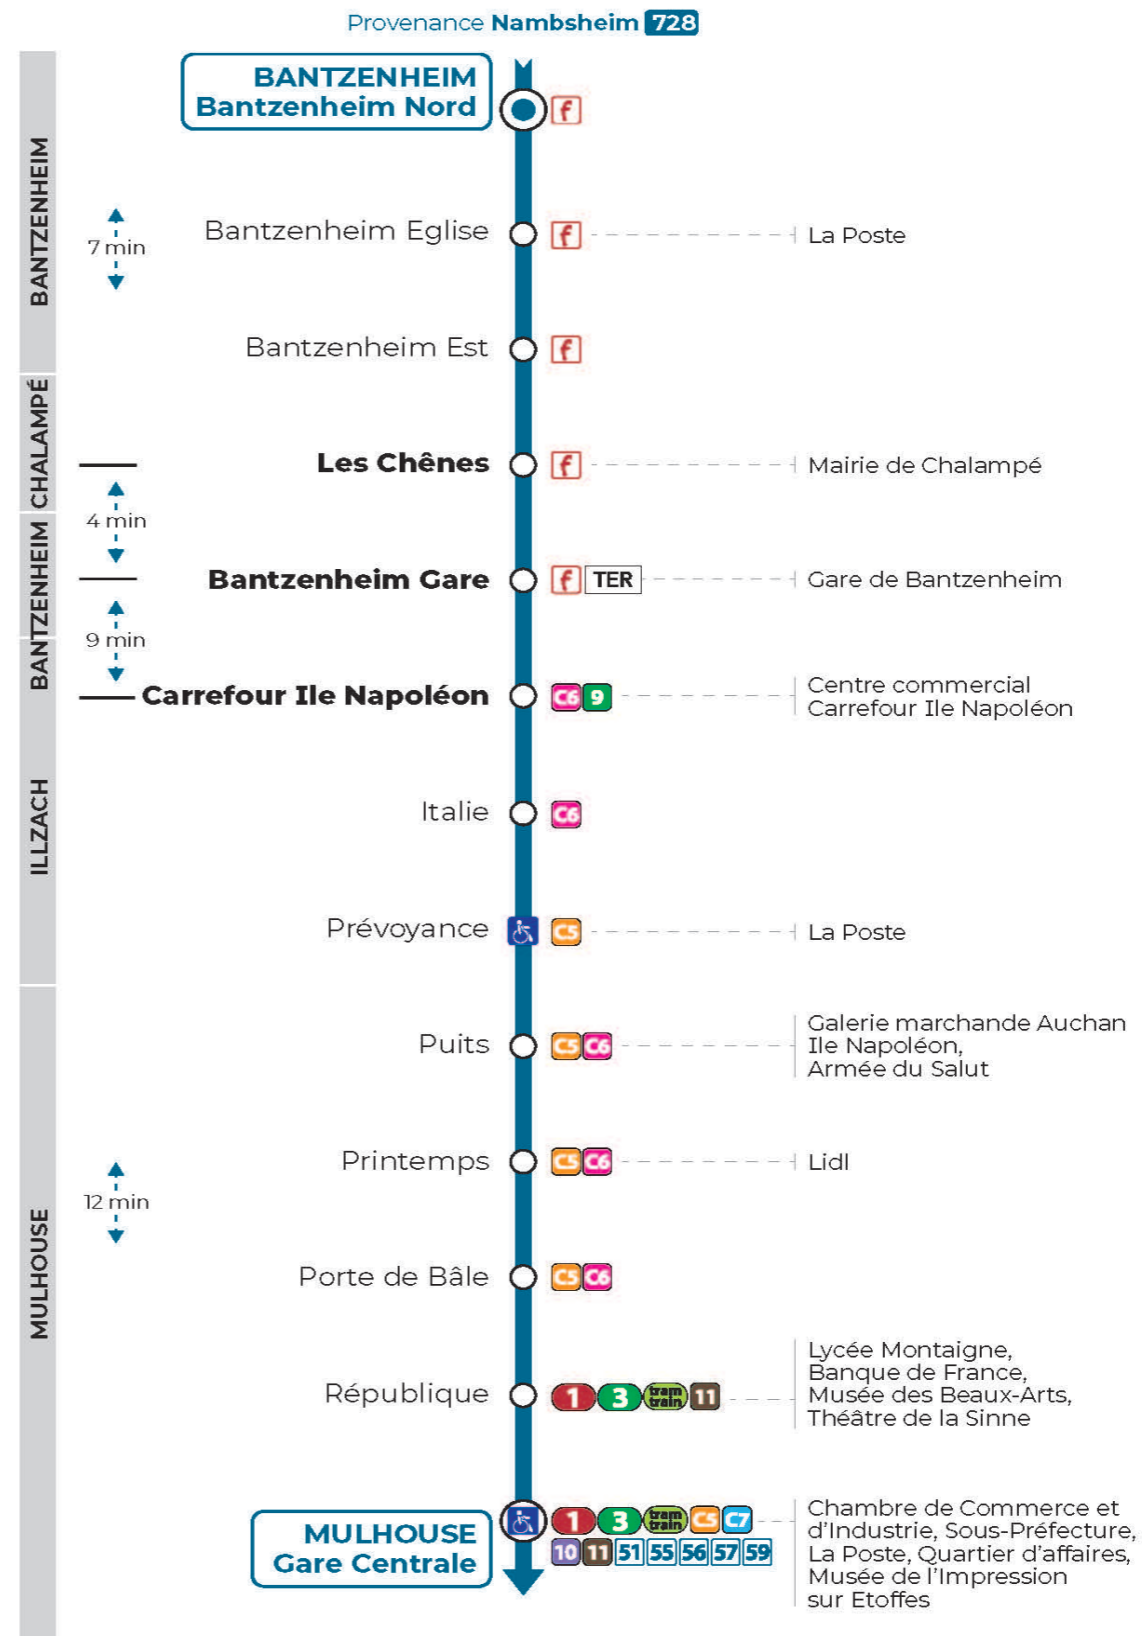 Provenance Nambsheim 728
BANTZENHEIM
Bantzenheim Nord
f
BANTZENHEIM
7 min
Bantzenheim Eglise
f
La Poste
Bantzenheim Est
f
CHALAMPÉ
Les Chênes
f
Mairie de Chalampé
4 min
BANTZENHEIM
Bantzenheim Gare
f TER
Gare de Bantzenheim
9 min
Carrefour Ile Napoléon
C6 9
Centre commercial
Carrefour Ile Napoléon
ILLZACH
Italie
C6
Prévoyance
C5
La Poste
MULHOUSE
Puits
C5 C6
Galerie marchande Auchan
Ile Napoléon,
Armée du Salut
Printemps
C5 C6
Lidl
12 min
Porte de Bâle
C5 C6
République
1 3 tram train 11
Lycée Montaigne,
Banque de France,
Musée des Beaux-Arts,
Théâtre de la Sinne
MULHOUSE
Gare Centrale
1 3 tram train C5 C7
10 11 51 55 56 57 59
Chambre de Commerce et
d'Industrie, Sous-Préfecture,
La Poste, Quartier d'affaires,
Musée de l'Impression
sur Etoffes